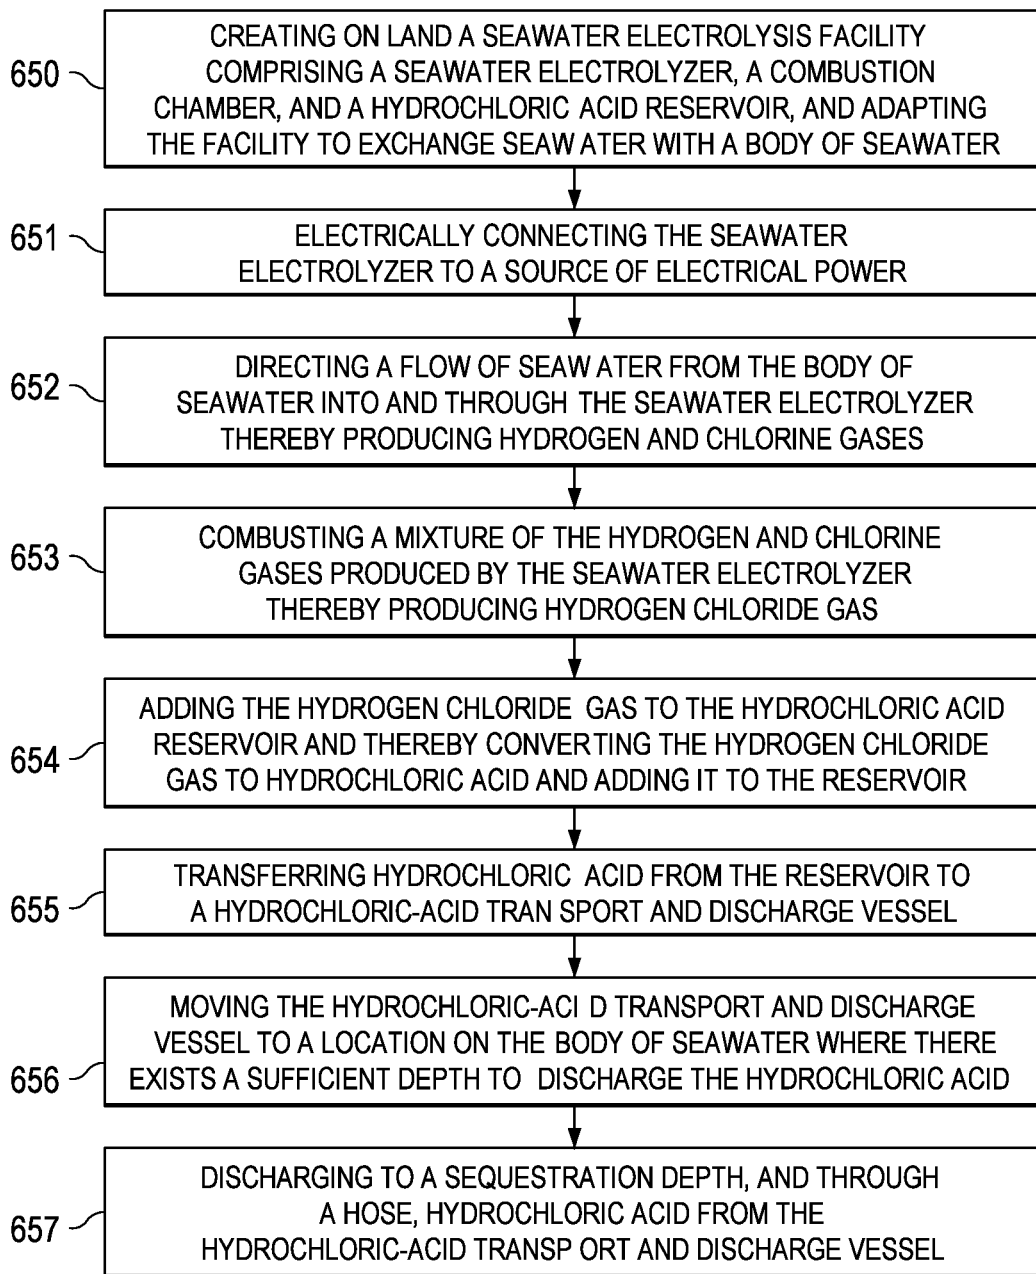 650
CREATING ON LAND A SEAWATER ELECTROLYSIS FACILITY
COMPRISING A SEAWATER ELECTROLYZER, A COMBUSTION
CHAMBER, AND A HYDROCHLORIC ACID RESERVOIR, AND ADAPTING
THE FACILITY TO EXCHANGE SEAW ATER WITH A BODY OF SEAWATER
651
ELECTRICALLY CONNECTING THE SEAWATER
ELECTROLYZER TO A SOURCE OF ELECTRICAL POWER
652
DIRECTING A FLOW OF SEAW ATER FROM THE BODY OF
SEAWATER INTO AND THROUGH THE SEAWATER ELECTROLYZER
THEREBY PRODUCING HYDROGEN AND CHLORINE GASES
653
COMBUSTING A MIXTURE OF THE HYDROGEN AND CHLORINE
GASES PRODUCED BY THE SEAWATER ELECTROLYZER
THEREBY PRODUCING HYDROGEN CHLORIDE GAS
654
ADDING THE HYDROGEN CHLORIDE GAS TO THE HYDROCHLORIC ACID
RESERVOIR AND THEREBY CONVERTING THE HYDROGEN CHLORIDE
GAS TO HYDROCHLORIC ACID AND ADDING IT TO THE RESERVOIR
655
TRANSFERRING HYDROCHLORIC ACID FROM THE RESERVOIR TO
A HYDROCHLORIC-ACID TRAN SPORT AND DISCHARGE VESSEL
656
MOVING THE HYDROCHLORIC-ACI D TRANSPORT AND DISCHARGE
VESSEL TO A LOCATION ON THE BODY OF SEAWATER WHERE THERE
EXISTS A SUFFICIENT DEPTH TO DISCHARGE THE HYDROCHLORIC ACID
657
DISCHARGING TO A SEQUESTRATION DEPTH, AND THROUGH
A HOSE, HYDROCHLORIC ACID FROM THE
HYDROCHLORIC-ACID TRANSP ORT AND DISCHARGE VESSEL